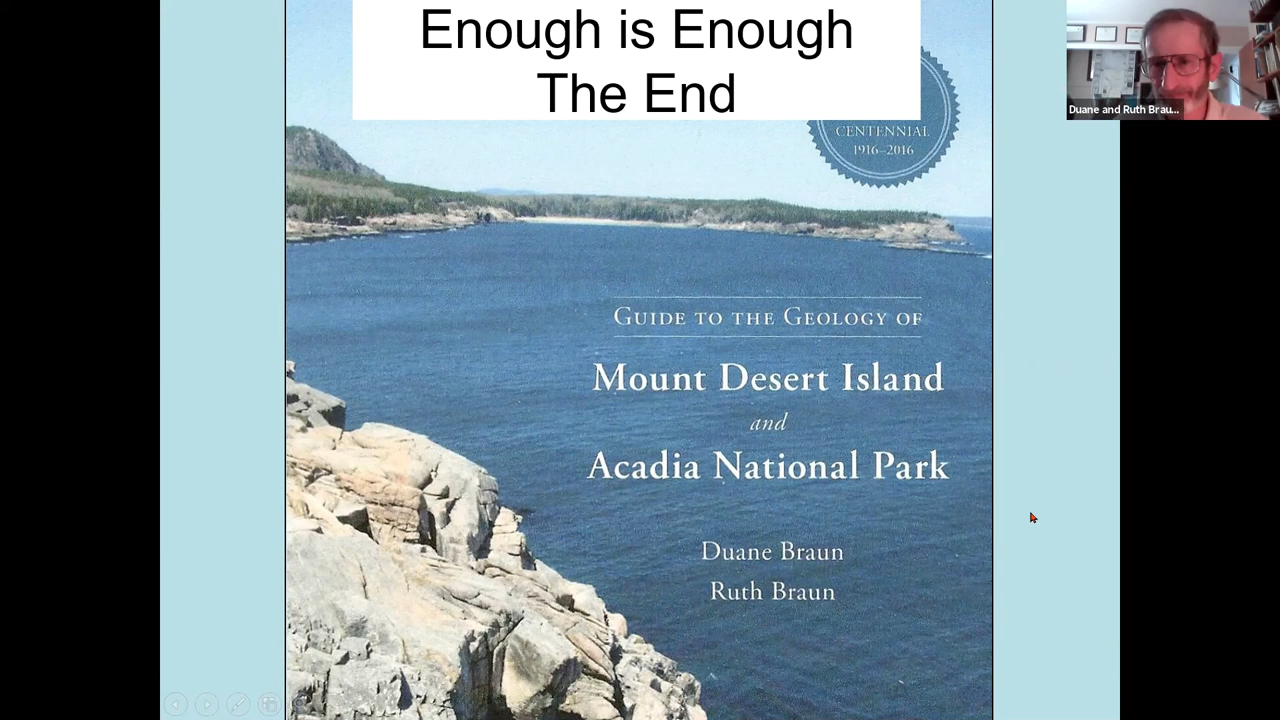 Enough is Enough
The End
Duane and Ruth Brau...
CENTENNIAL
1916–2016
GUIDE TO THE GEOLOGY OF
Mount Desert Island
and
Acadia National Park
Duane Braun
Ruth Braun